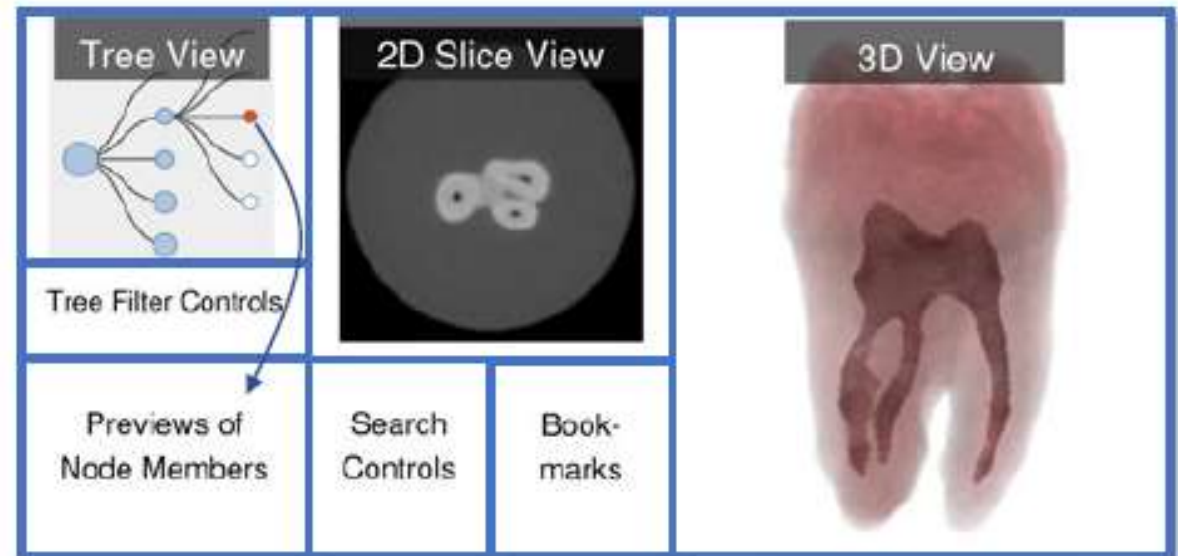 Tree View
2D Slice View
3D View
Tree Filter Controls
Previews of
Node Members
Search
Controls
Book-
marks